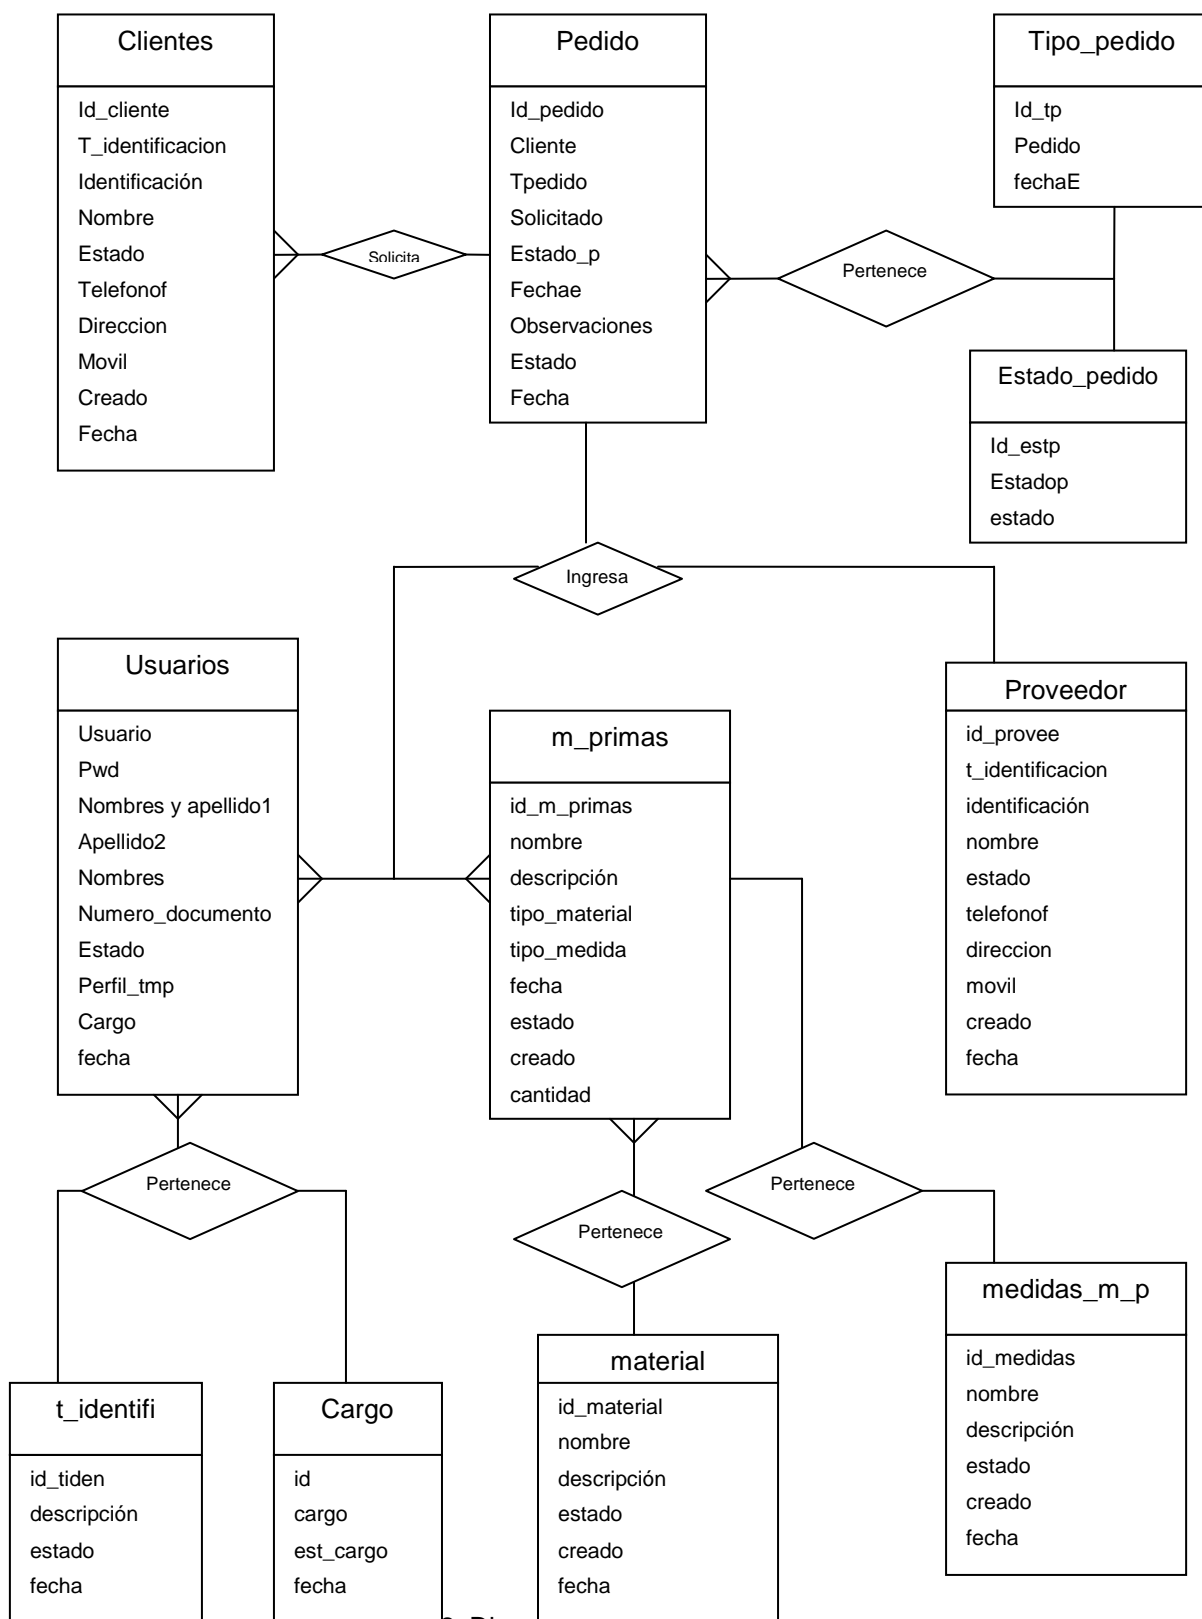 Clientes
Id_cliente
T_identificacion
Identificación
Nombre
Estado
Telefonof
Direccion
Movil
Creado
Fecha
Solicita
Pedido
Id_pedido
Cliente
Tpedido
Solicitado
Estado_p
Fechae
Observaciones
Estado
Fecha
Pertenece
Tipo_pedido
Id_tp
Pedido
fechaE
Estado_pedido
Id_estp
Estadop
estado
Ingresa
Usuarios
Usuario
Pwd
Nombres y apellido1
Apellido2
Nombres
Numero_documento
Estado
Perfil_tmp
Cargo
fecha
m_primas
id_m_primas
nombre
descripción
tipo_material
tipo_medida
fecha
estado
creado
cantidad
Proveedor
id_provee
t_identificacion
identificación
nombre
estado
telefonof
direccion
movil
creado
fecha
Pertenece
Pertenece
Pertenece
t_identifi
id_tiden
descripción
estado
fecha
Cargo
id
cargo
est_cargo
fecha
material
id_material
nombre
descripción
estado
creado
fecha
medidas_m_p
id_medidas
nombre
descripción
estado
creado
fecha